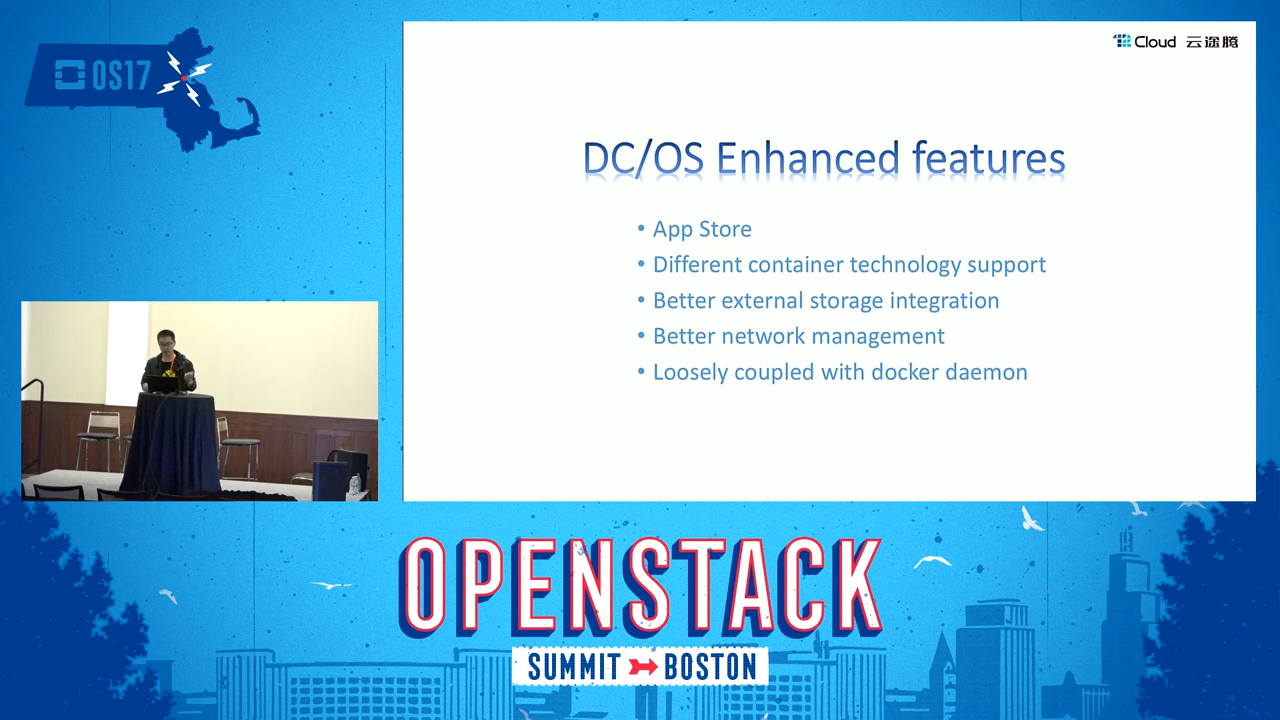 OS17
Cloud 云途腾
DC/OS Enhanced features
• App Store
• Different container technology support
• Better external storage integration
• Better network management
• Loosely coupled with docker daemon
OPENSTACK
SUMMIT BOSTON